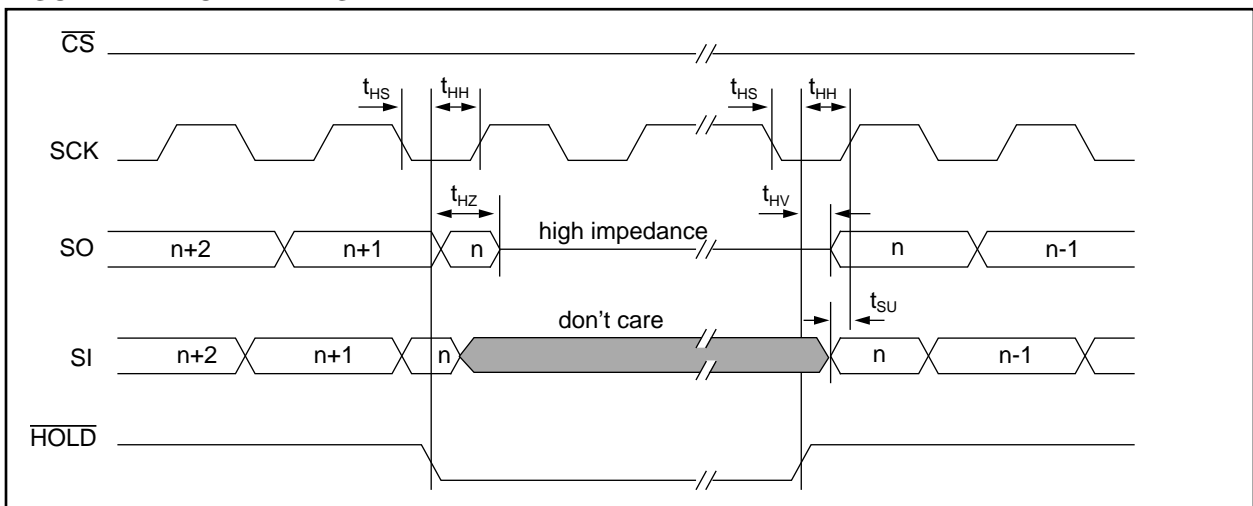 CS
tHS tHH tHS tHH
SCK
tHZ tHV
SO n+2 n+1 n high impedance n n-1
tSU
don't care
SI n+2 n+1 n n n-1
HOLD